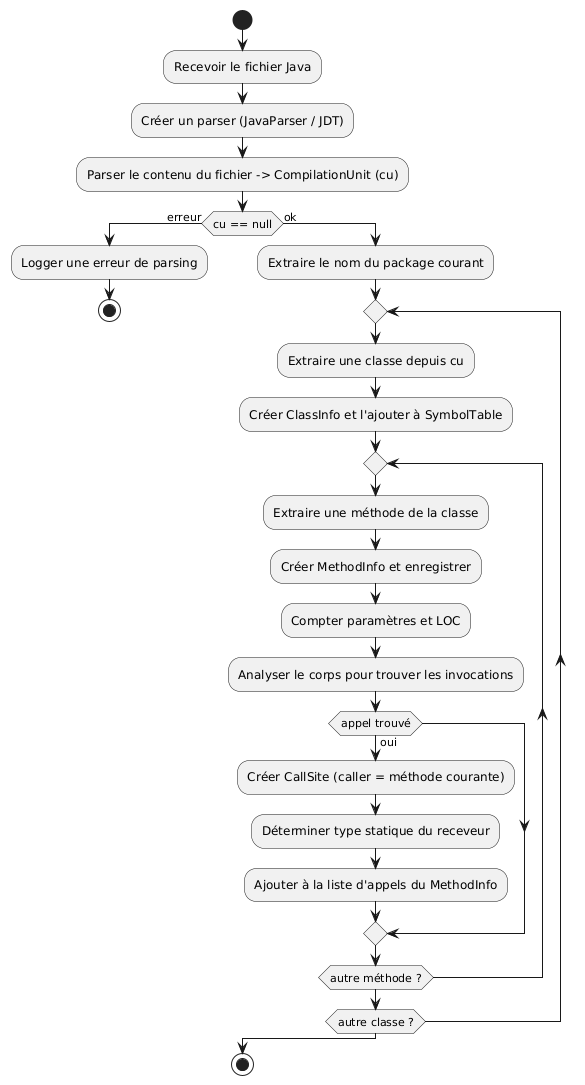 Recevoir le fichier Java
Créer un parser (JavaParser / JDT)
Parser le contenu du fichier -> CompilationUnit (cu)
erreur
cu == null
ok
Logger une erreur de parsing
Extraire le nom du package courant
Extraire une classe depuis cu
Créer ClassInfo et l'ajouter à SymbolTable
Extraire une méthode de la classe
Créer MethodInfo et enregistrer
Compter paramètres et LOC
Analyser le corps pour trouver les invocations
appel trouvé
oui
Créer CallSite (caller = méthode courante)
Déterminer type statique du receveur
Ajouter à la liste d'appels du MethodInfo
autre méthode ?
autre classe ?